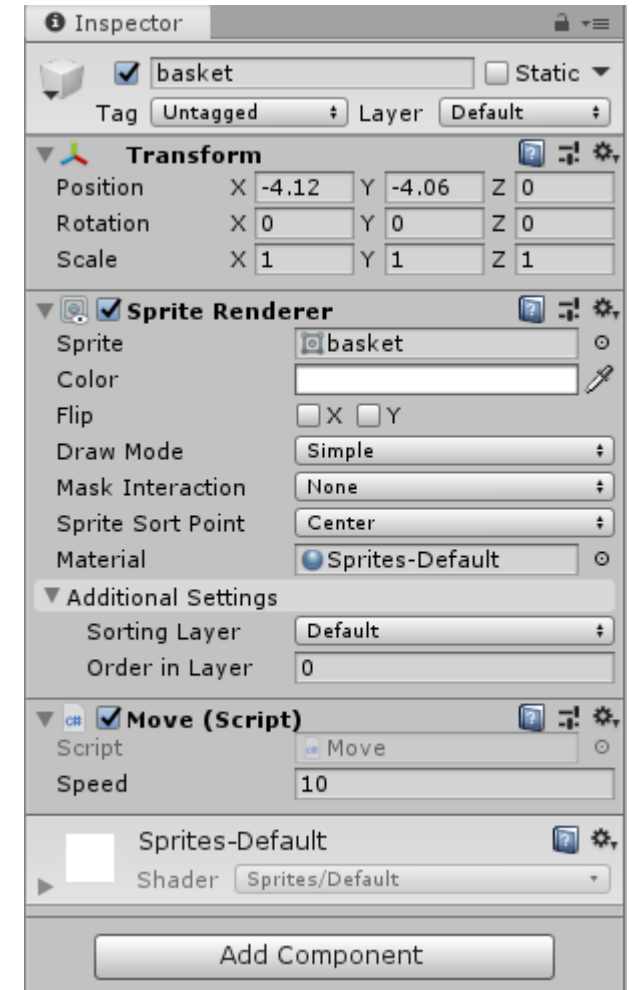 Inspector
basket Static
Tag Untagged Layer Default
Transform
Position X -4.12 Y -4.06 Z 0
Rotation X 0 Y 0 Z 0
Scale X 1 Y 1 Z 1
Sprite Renderer
Sprite basket
Color
Flip X Y
Draw Mode Simple
Mask Interaction None
Sprite Sort Point Center
Material Sprites-Default
Additional Settings
Sorting Layer Default
Order in Layer 0
c# Move (Script)
Script Move
Speed 10
Sprites-Default
Shader Sprites/Default
Add Component